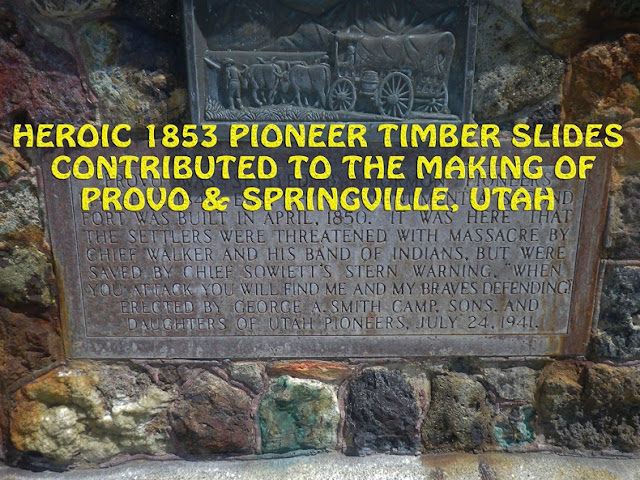 HEROIC 1853 PIONEER TIMBER SLIDES
CONTRIBUTED TO THE MAKING OF
PROVO & SPRINGVILLE, UTAH
FORT WAS BUILT IN APRIL, 1850. IT WAS HERE THAT
THE SETTLERS WERE THREATENED WITH MASSACRE BY
CHIEF WALKER AND HIS BAND OF INDIANS, BUT WERE
SAVED BY CHIEF SOWIETT'S STERN WARNING, "WHEN
YOU ATTACK YOU WILL FIND ME AND MY BRAVES DEFENDING."
ERECTED BY GEORGE A. SMITH CAMP, SONS, AND
DAUGHTERS OF UTAH PIONEERS, JULY 24, 1941.